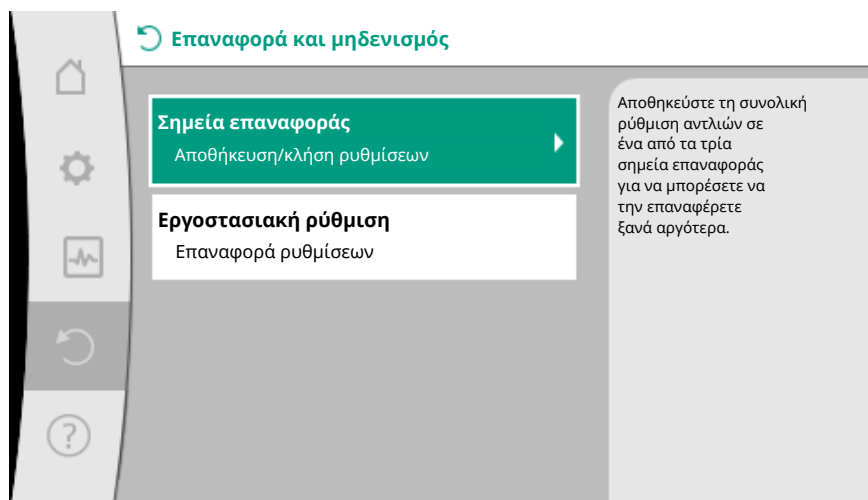 Επαναφορά και μηδενισμός
Σημεία επαναφοράς
Αποθήκευση/κλήση ρυθμίσεων
Εργοστασιακή ρύθμιση
Επαναφορά ρυθμίσεων
Αποθηκεύστε τη συνολική
ρύθμιση αντλιών σε
ένα από τα τρία
σημεία επαναφοράς
για να μπορέσετε να
την επαναφέρετε
ξανά αργότερα.
?